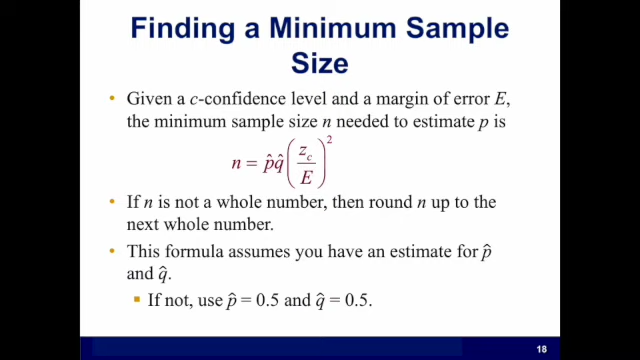 Finding a Minimum Sample
Size
• Given a c-confidence level and a margin of error E,
the minimum sample size n needed to estimate p is
n = p̂q̂(z_c/E)^2
• If n is not a whole number, then round n up to the
next whole number.
• This formula assumes you have an estimate for p̂
and q̂.
▪ If not, use p̂ = 0.5 and q̂ = 0.5.
18